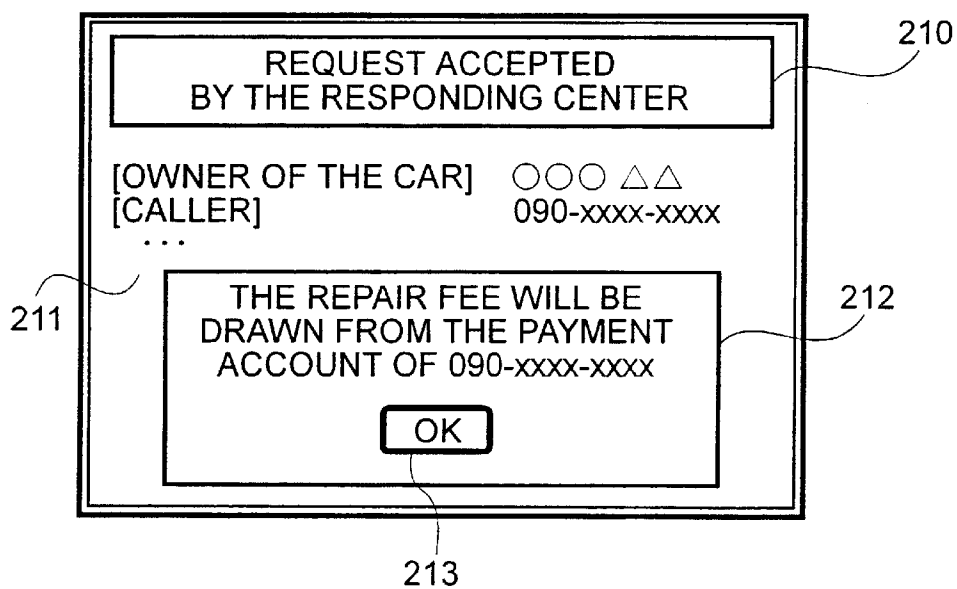 REQUEST ACCEPTED
BY THE RESPONDING CENTER
210
[OWNER OF THE CAR] ○○○ △△
[CALLER] 090-xxxx-xxxx
...
211
THE REPAIR FEE WILL BE
DRAWN FROM THE PAYMENT
ACCOUNT OF 090-xxxx-xxxx
212
OK
213